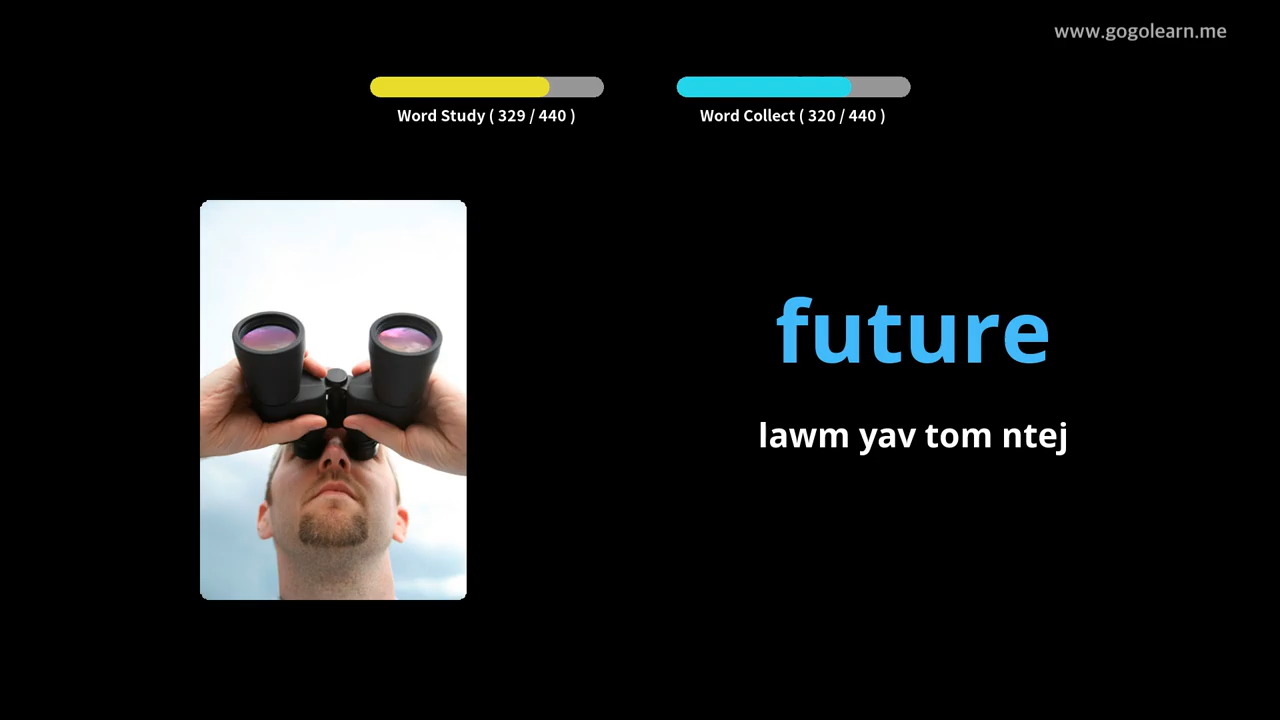 www.gogolearn.me
Word Study ( 329 / 440 )
Word Collect ( 320 / 440 )
future
lawm yav tom ntej